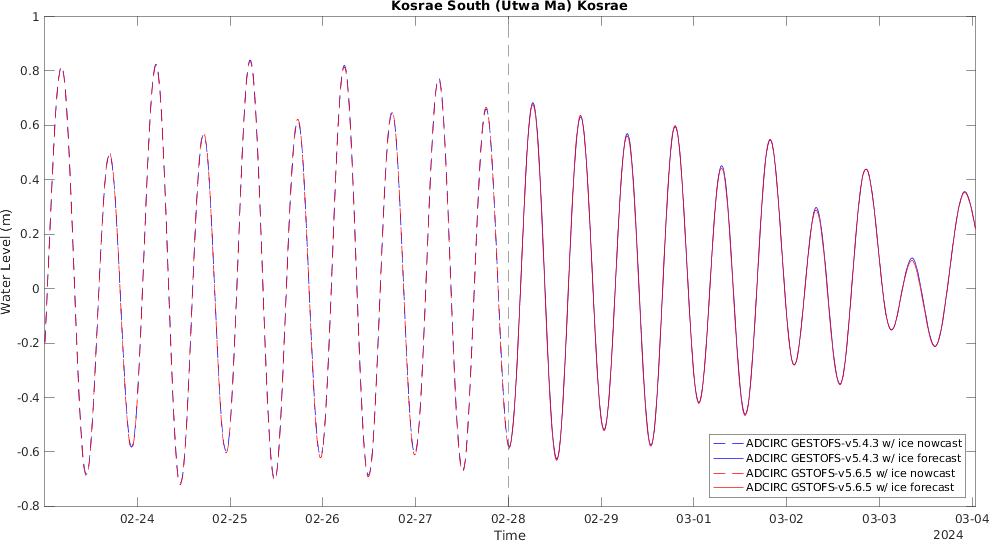 Kosrae South (Utwa Ma) Kosrae
1
0.8
0.6
0.4
0.2
0
-0.2
-0.4
-0.6
-0.8
Water Level (m)
02-24 02-25 02-26 02-27 02-28 02-29 03-01 03-02 03-03 03-04
Time
2024
ADCIRC GESTOFS-v5.4.3 w/ ice nowcast
ADCIRC GESTOFS-v5.4.3 w/ ice forecast
ADCIRC GSTOFS-v5.6.5 w/ ice nowcast
ADCIRC GSTOFS-v5.6.5 w/ ice forecast